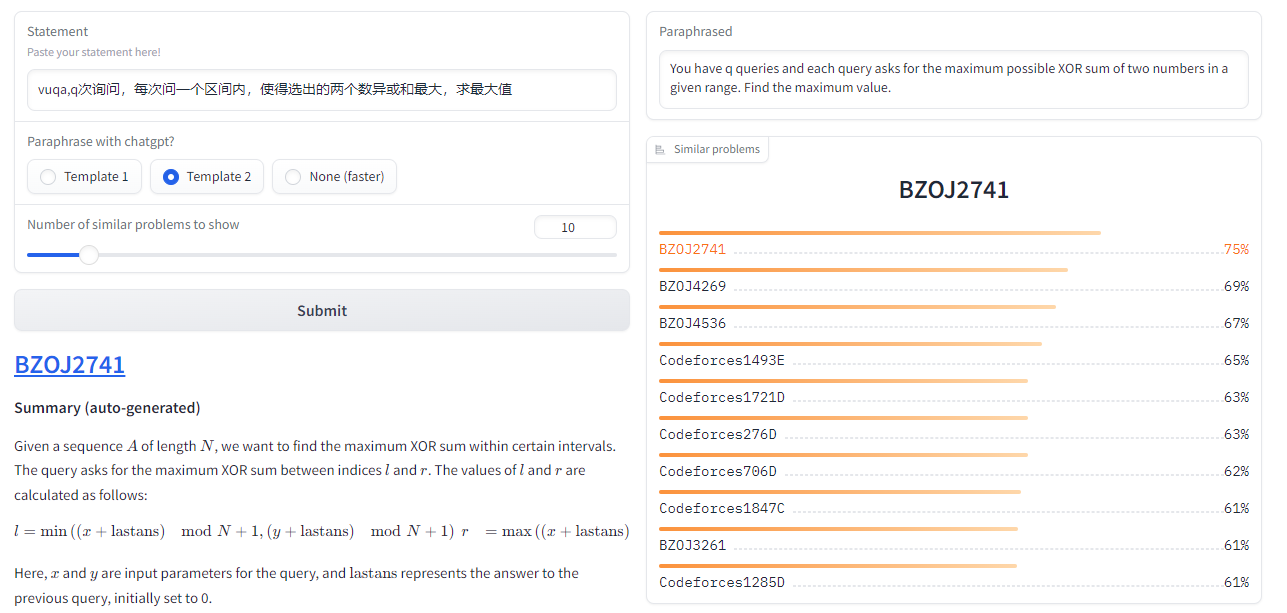 Statement
Paste your statement here!
vuqa,q次询问，每次问一个区间内，使得选出的两个数异或和最大，求最大值
Paraphrase with chatgpt?
Template 1
Template 2
None (faster)
Number of similar problems to show
10
Submit
BZOJ2741
Summary (auto-generated)
Given a sequence A of length N, we want to find the maximum XOR sum within certain intervals.
The query asks for the maximum XOR sum between indices l and r. The values of l and r are
calculated as follows:
l = min ((x + lastans) mod N + 1, (y + lastans) mod N + 1) r = max ((x + lastans)
Here, x and y are input parameters for the query, and lastans represents the answer to the
previous query, initially set to 0.
Paraphrased
You have q queries and each query asks for the maximum possible XOR sum of two numbers in a
given range. Find the maximum value.
Similar problems
BZOJ2741
BZOJ2741 75%
BZOJ4269 69%
BZOJ4536 67%
Codeforces1493E 65%
Codeforces1721D 63%
Codeforces276D 63%
Codeforces706D 62%
Codeforces1847C 61%
BZOJ3261 61%
Codeforces1285D 61%